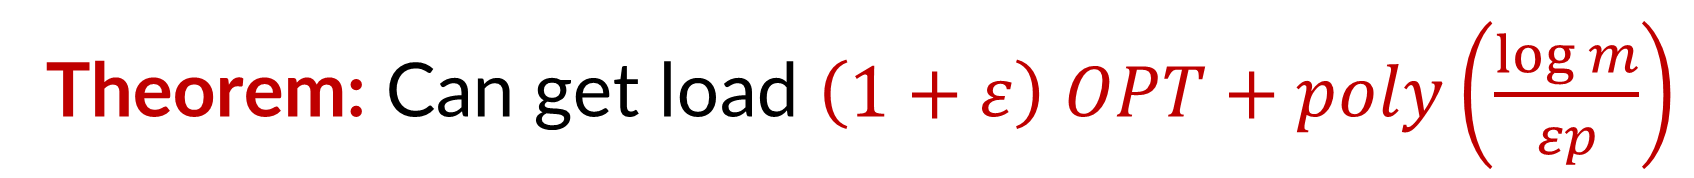 Theorem: Can get load (1 + ε) OPT + poly(log m / εp)